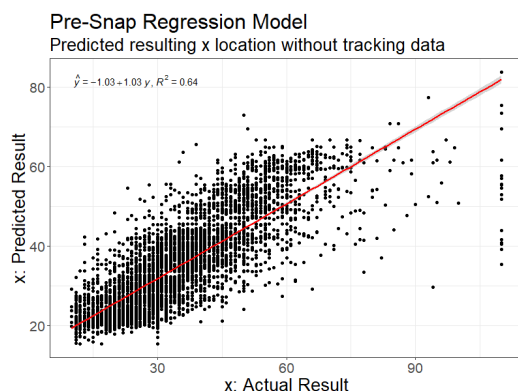 Pre-Snap Regression Model
Predicted resulting x location without tracking data
ŷ = −1.03 + 1.03 y, R² = 0.64
x: Predicted Result
80
60
40
20
30
60
90
x: Actual Result